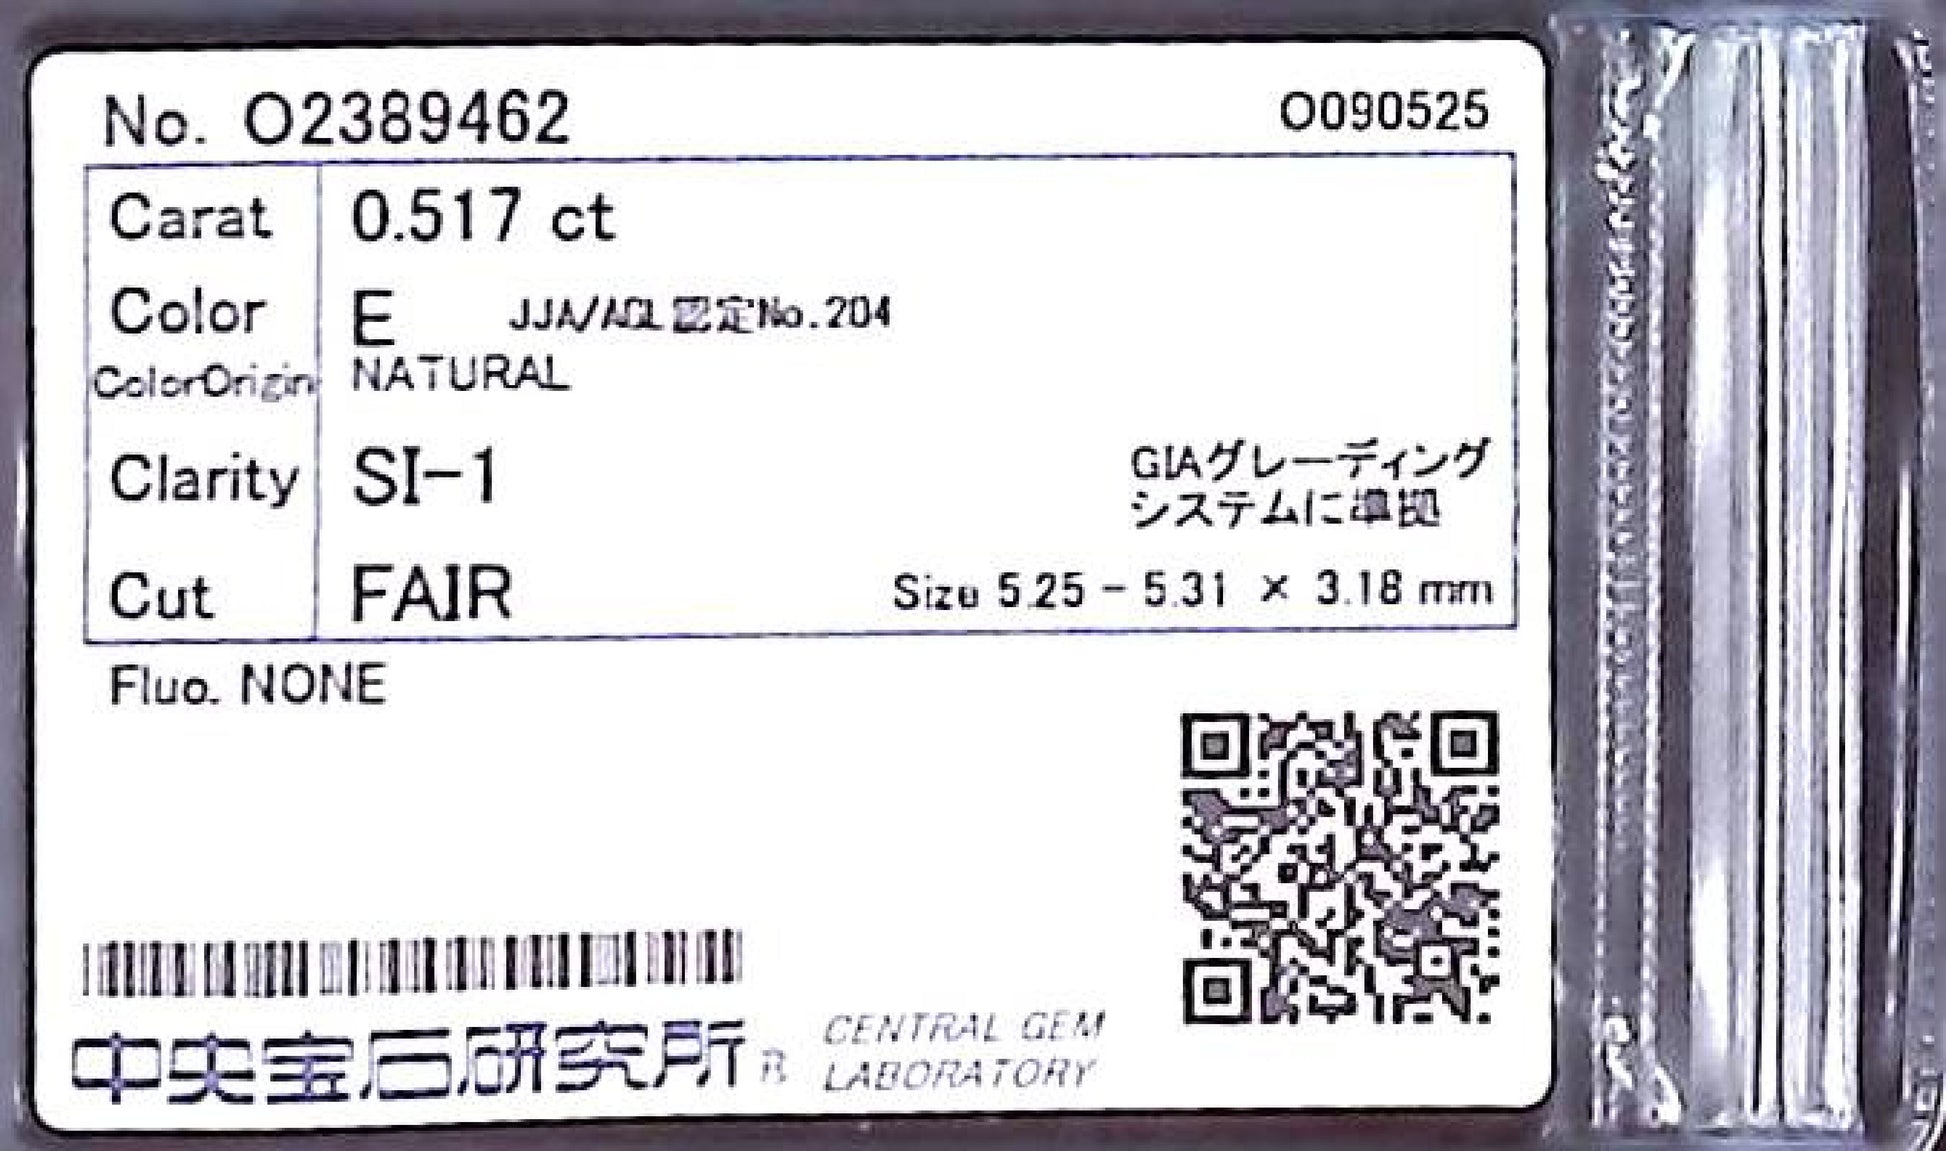 No. O2389462
O090525
Carat 0.517 ct
Color E JJA/AGL認定No.204
ColorOrigin NATURAL
Clarity SI-1
GIAグレーディング
システムに準拠
Cut FAIR Size 5.25 - 5.31 × 3.18 mm
Fluo. NONE
中央宝石研究所 R
CENTRAL GEM
LABORATORY